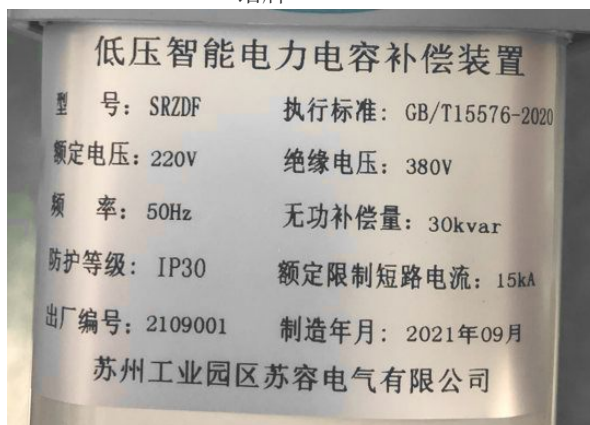 低压智能电力电容补偿装置
型 号: SRZDF 执行标准: GB/T15576-2020
额定电压: 220V 绝缘电压: 380V
频 率: 50Hz 无功补偿量: 30kvar
防护等级: IP30 额定限制短路电流: 15kA
出厂编号: 2109001 制造年月: 2021年09月
苏州工业园区苏容电气有限公司